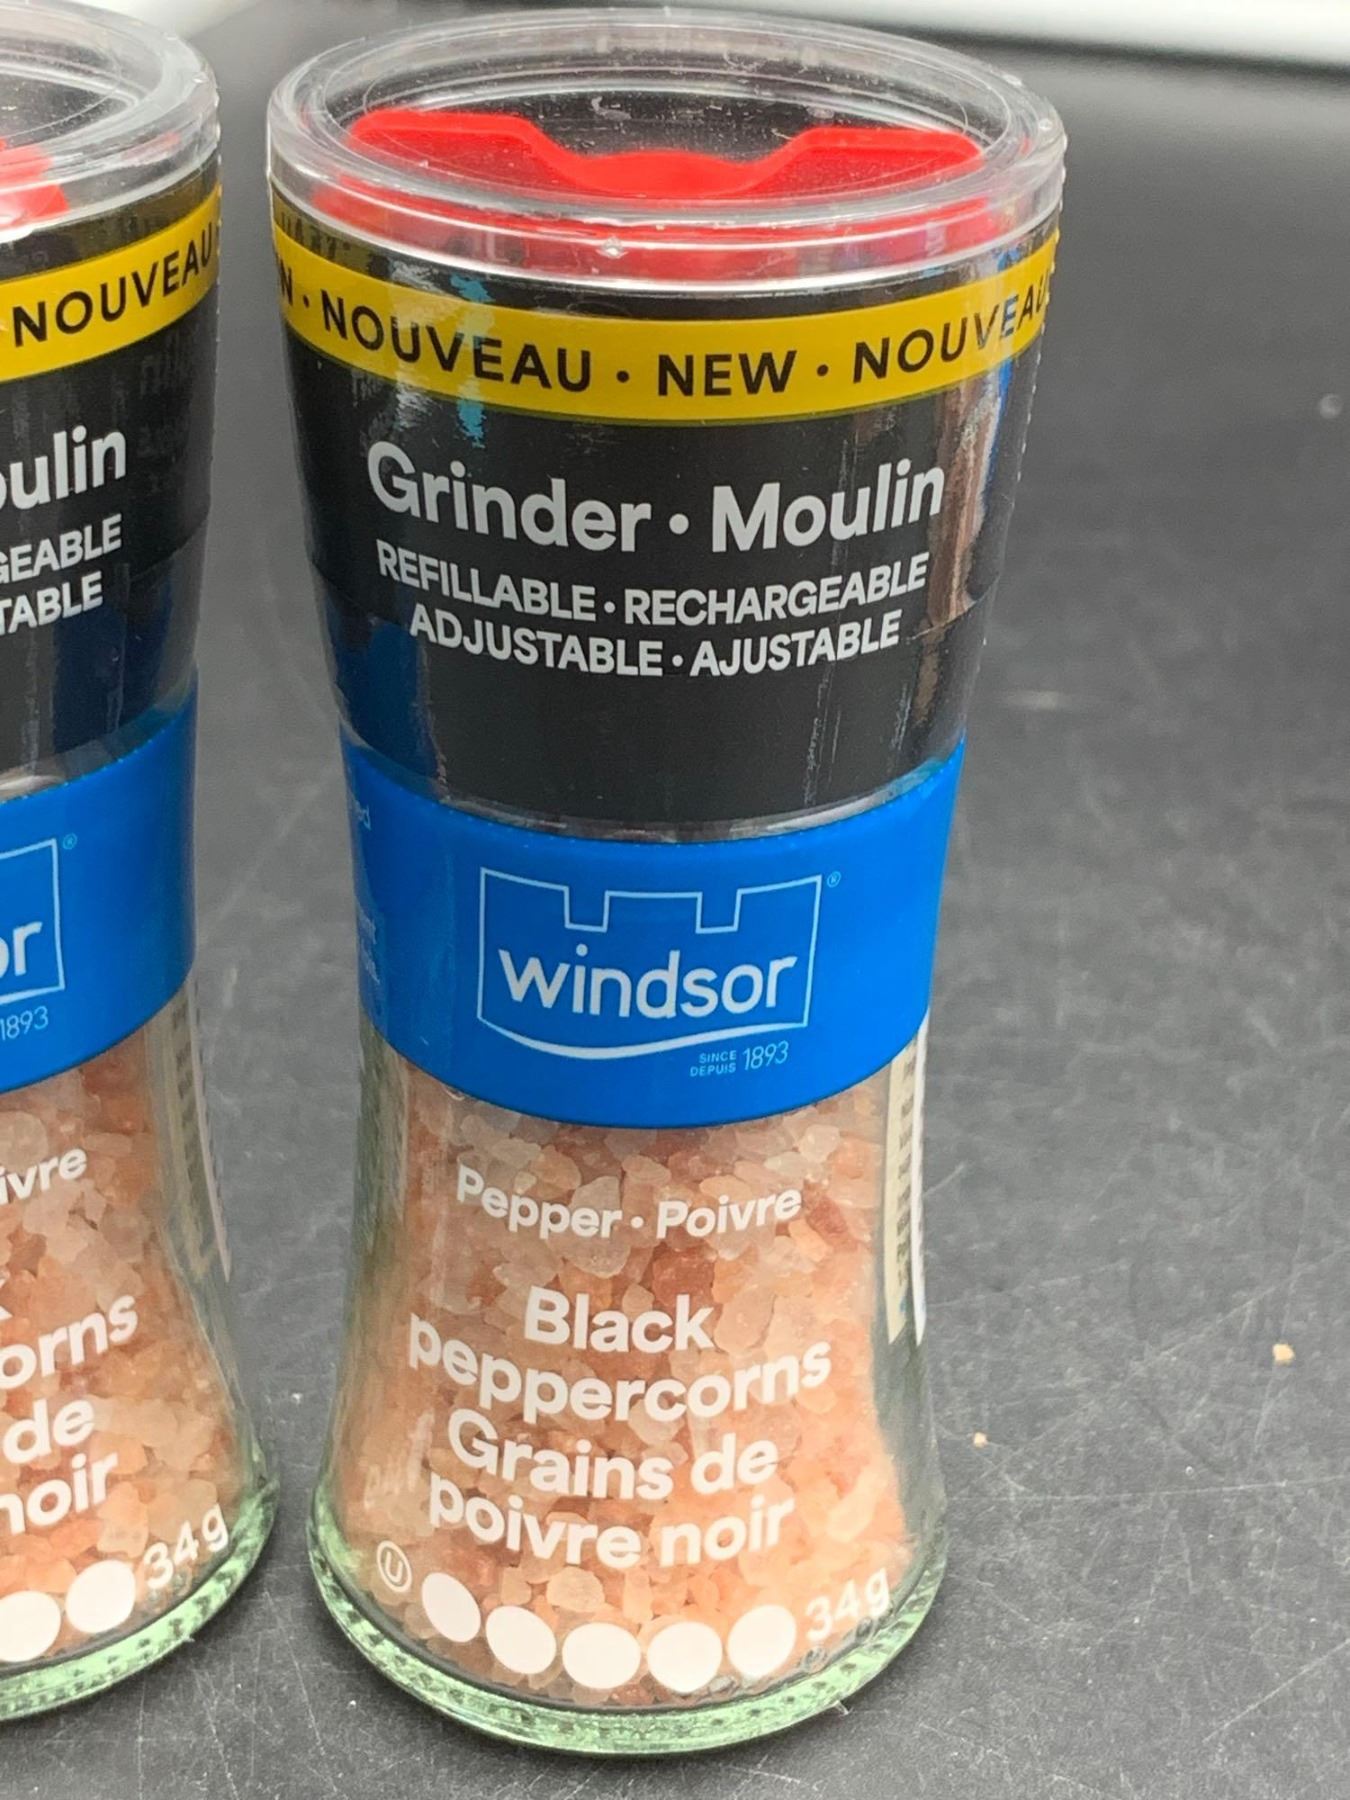 NOUVEAU
oulin
GEABLE
TABLE
or
®
1893
ivre
orns
de
noir
34g
N · NOUVEAU · NEW · NOUVEAU
Grinder · Moulin
REFILLABLE · RECHARGEABLE
ADJUSTABLE · AJUSTABLE
windsor
®
SINCE
DEPUIS 1893
Pepper · Poivre
Black
peppercorns
Grains de
poivre noir
U
34g